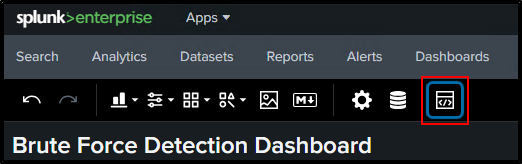 splunk>enterprise Apps
Search Analytics Datasets Reports Alerts Dashboards
M
Brute Force Detection Dashboard